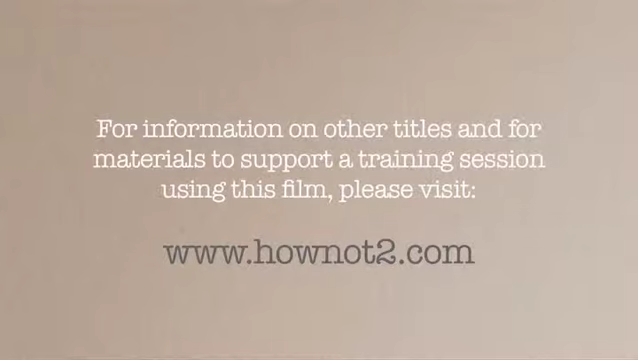 For information on other titles and for
materials to support a training session
using this film, please visit:
www.hownot2.com